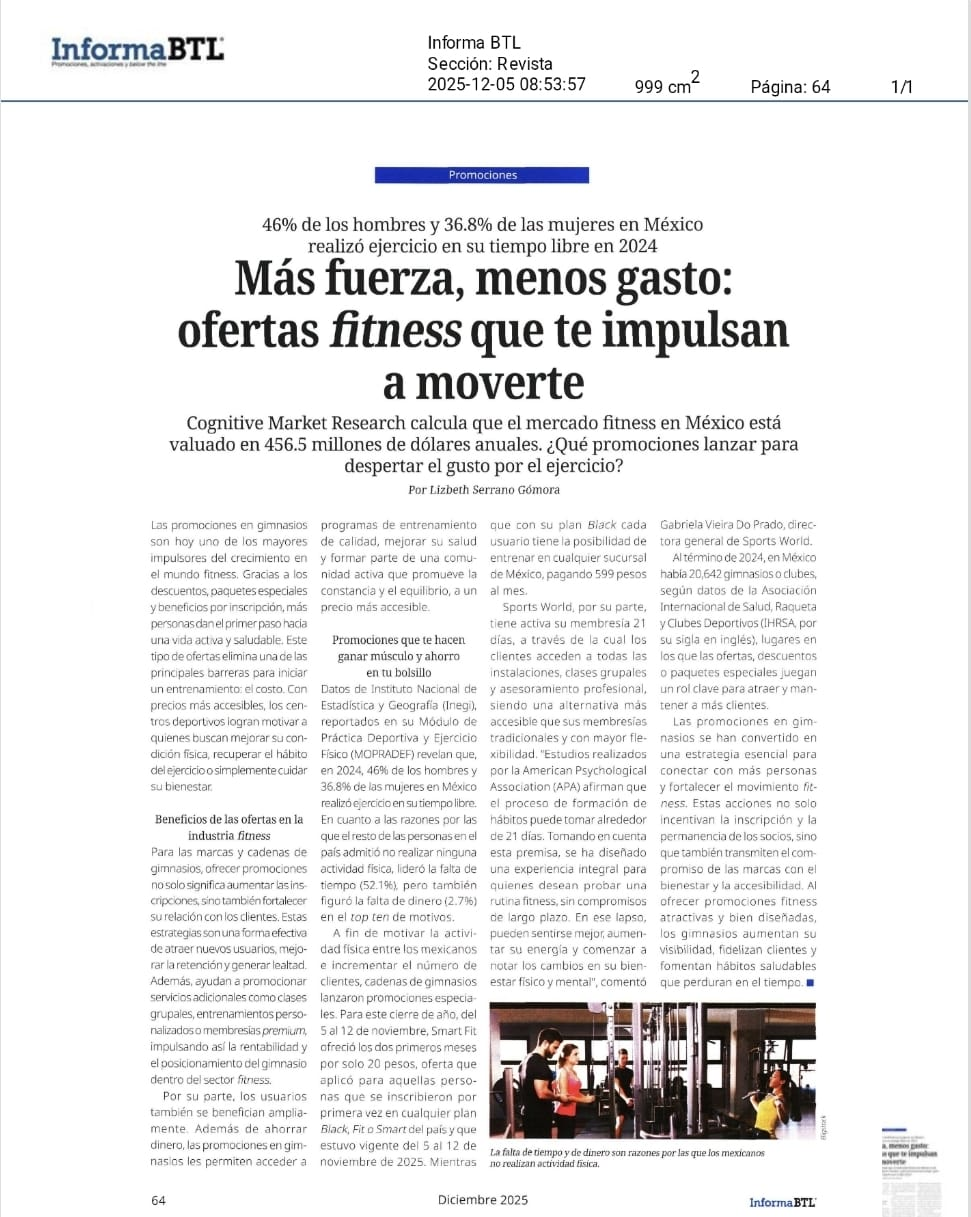 InformaBTL
Promociones, activaciones y below the line
Informa BTL
Sección: Revista
2025-12-05 08:53:57
999 cm2
Página: 64
1/1
Promociones
46% de los hombres y 36.8% de las mujeres en México
realizó ejercicio en su tiempo libre en 2024
Más fuerza, menos gasto:
ofertas fitness que te impulsan
a moverte
Cognitive Market Research calcula que el mercado fitness en México está
valuado en 456.5 millones de dólares anuales. ¿Qué promociones lanzar para
despertar el gusto por el ejercicio?
Por Lizbeth Serrano Gómora
Las promociones en gimnasios
son hoy uno de los mayores
impulsores del crecimiento en
el mundo fitness. Gracias a los
descuentos, paquetes especiales
y beneficios por inscripción, más
personas dan el primer paso hacia
una vida activa y saludable. Este
tipo de ofertas elimina una de las
principales barreras para iniciar
un entrenamiento: el costo. Con
precios más accesibles, los cen-
tros deportivos logran motivar a
quienes buscan mejorar su con-
dición física, recuperar el hábito
del ejercicio o simplemente cuidar
su bienestar.
Beneficios de las ofertas en la
industria fitness
Para las marcas y cadenas de
gimnasios, ofrecer promociones
no solo significa aumentar las ins-
cripciones, sino también fortalecer
su relación con los clientes. Estas
estrategias son una forma efectiva
de atraer nuevos usuarios, mejo-
rar la retención y generar lealtad.
Además, ayudan a promocionar
servicios adicionales como clases
grupales, entrenamientos perso-
nalizados o membresías premium,
impulsando así la rentabilidad y
el posicionamiento del gimnasio
dentro del sector fitness.
Por su parte, los usuarios
también se benefician amplia-
mente. Además de ahorrar
dinero, las promociones en gim-
nasios les permiten acceder a
programas de entrenamiento
de calidad, mejorar su salud
y formar parte de una comu-
nidad activa que promueve la
constancia y el equilibrio, a un
precio más accesible.
Promociones que te hacen
ganar músculo y ahorro
en tu bolsillo
Datos de Instituto Nacional de
Estadística y Geografía (Inegi),
reportados en su Módulo de
Práctica Deportiva y Ejercicio
Físico (MOPRADEF) revelan que,
en 2024, 46% de los hombres y
36.8% de las mujeres en México
realizó ejercicio en su tiempo libre.
En cuanto a las razones por las
que el resto de las personas en el
país admitió no realizar ninguna
actividad física, lideró la falta de
tiempo (52.1%), pero también
figuró la falta de dinero (2.7%)
en el top ten de motivos.
A fin de motivar la activi-
dad física entre los mexicanos
e incrementar el número de
clientes, cadenas de gimnasios
lanzaron promociones especia-
les. Para este cierre de año, del
5 al 12 de noviembre, Smart Fit
ofreció los dos primeros meses
por solo 20 pesos, oferta que
aplicó para aquellas perso-
nas que se inscribieron por
primera vez en cualquier plan
Black, Fit o Smart del país y que
estuvo vigente del 5 al 12 de
noviembre de 2025. Mientras
que con su plan Black cada
usuario tiene la posibilidad de
entrenar en cualquier sucursal
de México, pagando 599 pesos
al mes.
Sports World, por su parte,
tiene activa su membresía 21
días, a través de la cual los
clientes acceden a todas las
instalaciones, clases grupales
y asesoramiento profesional,
siendo una alternativa más
accesible que sus membresías
tradicionales y con mayor fle-
xibilidad. "Estudios realizados
por la American Psychological
Association (APA) afirman que
el proceso de formación de
hábitos puede tomar alrededor
de 21 días. Tomando en cuenta
esta premisa, se ha diseñado
una experiencia integral para
quienes desean probar una
rutina fitness, sin compromisos
de largo plazo. En ese lapso,
pueden sentirse mejor, aumen-
tar su energía y comenzar a
notar los cambios en su bien-
estar físico y mental", comentó
Gabriela Vieira Do Prado, direc-
tora general de Sports World.
Al término de 2024, en México
había 20,642 gimnasios o clubes,
según datos de la Asociación
Internacional de Salud, Raqueta
y Clubes Deportivos (IHRSA, por
su sigla en inglés), lugares en
los que las ofertas, descuentos
o paquetes especiales juegan
un rol clave para atraer y man-
tener a más clientes.
Las promociones en gim-
nasios se han convertido en
una estrategia esencial para
conectar con más personas
y fortalecer el movimiento fit-
ness. Estas acciones no solo
incentivan la inscripción y la
permanencia de los socios, sino
que también transmiten el com-
promiso de las marcas con el
bienestar y la accesibilidad. Al
ofrecer promociones fitness
atractivas y bien diseñadas,
los gimnasios aumentan su
visibilidad, fidelizan clientes y
fomentan hábitos saludables
que perduran en el tiempo.
Bigstock
La falta de tiempo y de dinero son razones por las que los mexicanos
no realizan actividad física.
64
Diciembre 2025
InformaBTL
a, menos gasto:
s que te impulsan
moverte